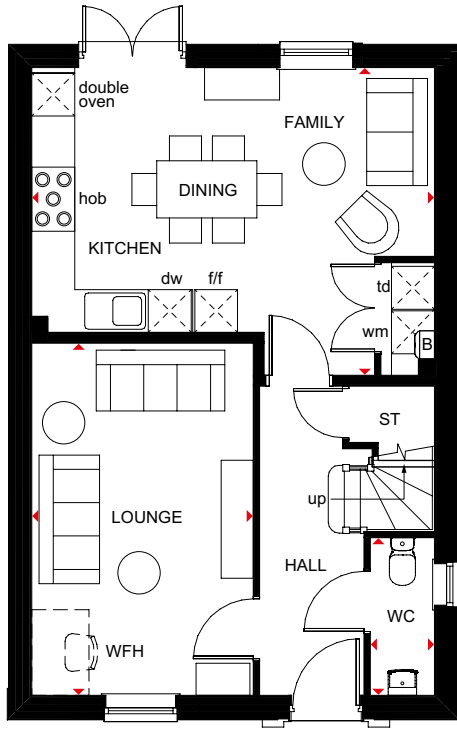 double
oven
FAMILY
hob
DINING
KITCHEN
dw
f/f
td
wm
B
ST
up
LOUNGE
HALL
WC
WFH